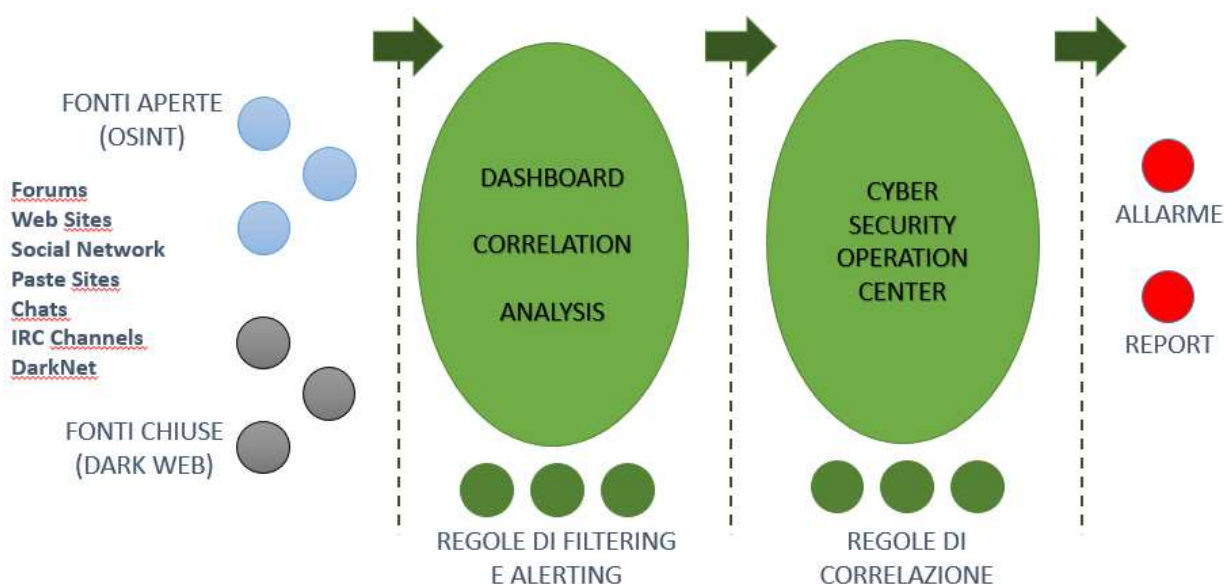 FONTI APERTE
(OSINT)
Forums
Web Sites
Social Network
Paste Sites
Chats
IRC Channels
DarkNet
FONTI CHIUSE
(DARK WEB)
DASHBOARD
CORRELATION
ANALYSIS
REGOLE DI FILTERING
E ALERTING
CYBER
SECURITY
OPERATION
CENTER
REGOLE DI
CORRELAZIONE
ALLARME
REPORT